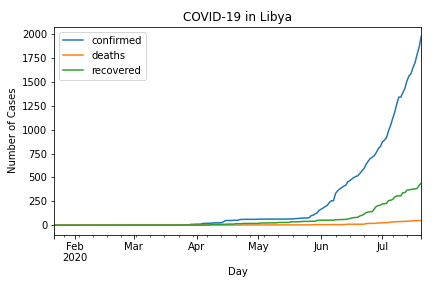 COVID-19 in Libya
confirmed
deaths
recovered
Number of Cases
2000
1750
1500
1250
1000
750
500
250
0
Feb Mar Apr May Jun Jul
2020
Day